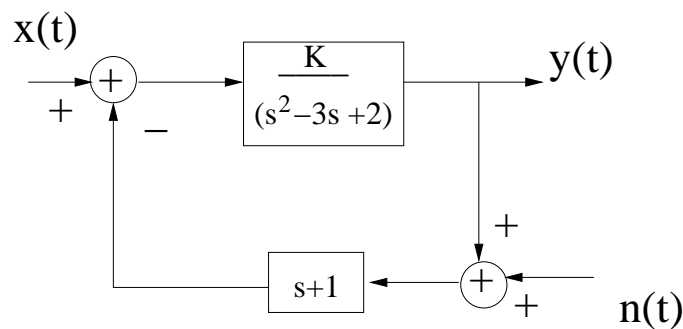 x(t)
+
+
−
K
(s²−3s +2)
y(t)
+
s+1
+
+
n(t)